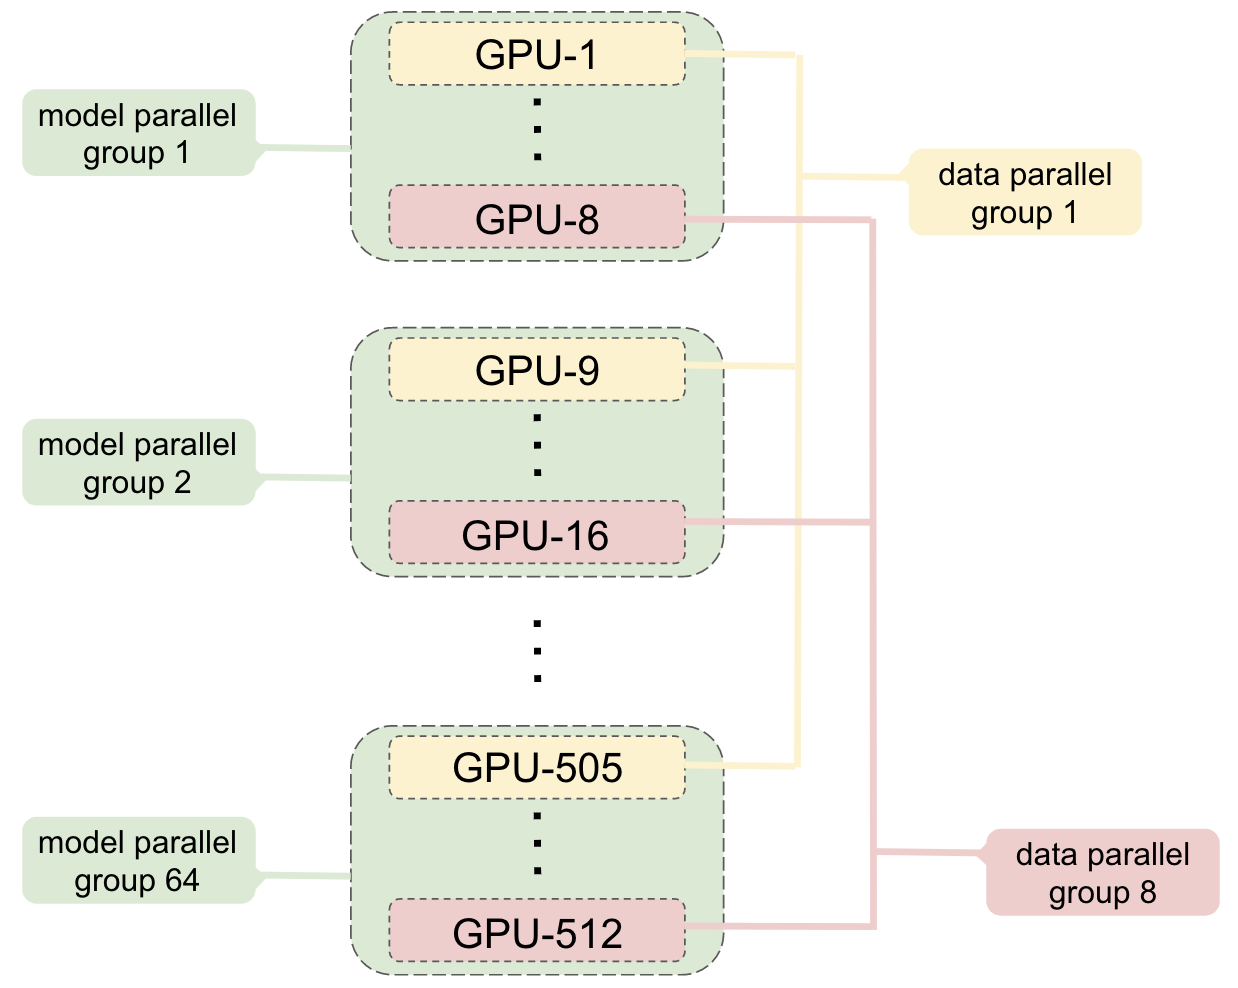 GPU-1
model parallel
group 1
data parallel
group 1
GPU-8
GPU-9
model parallel
group 2
GPU-16
GPU-505
model parallel
group 64
data parallel
group 8
GPU-512